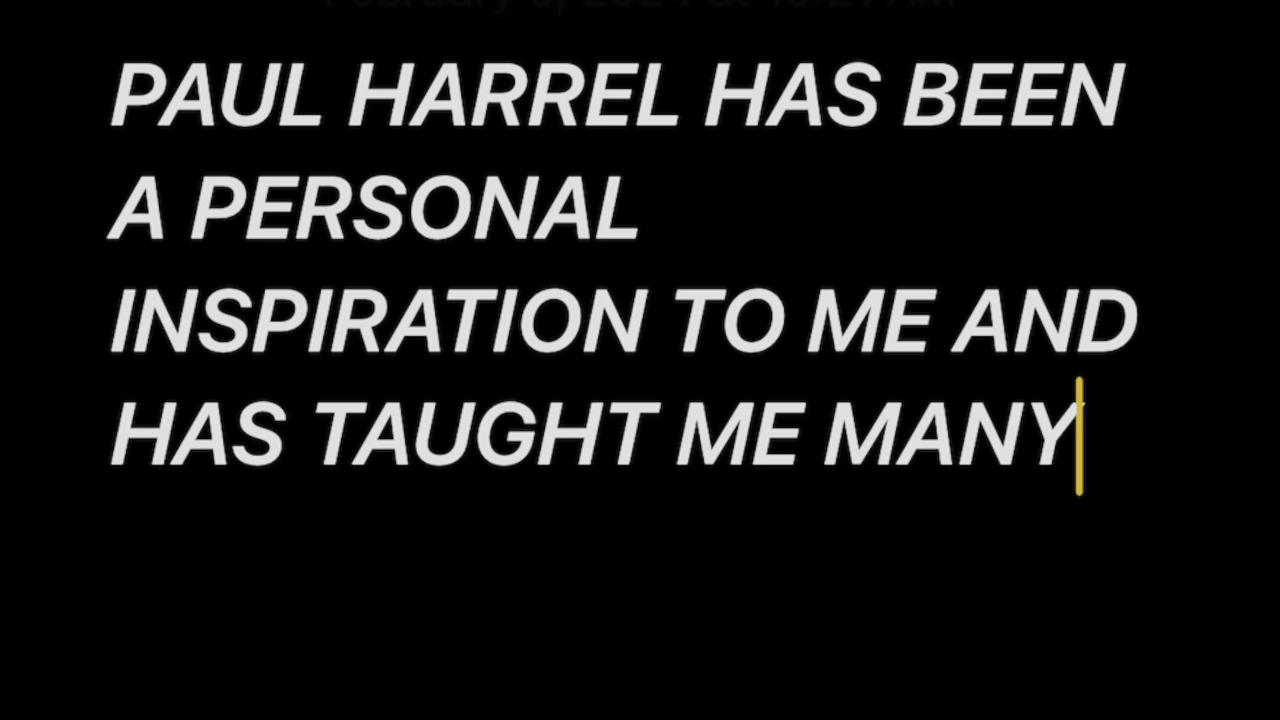 PAUL HARREL HAS BEEN
A PERSONAL
INSPIRATION TO ME AND
HAS TAUGHT ME MANY